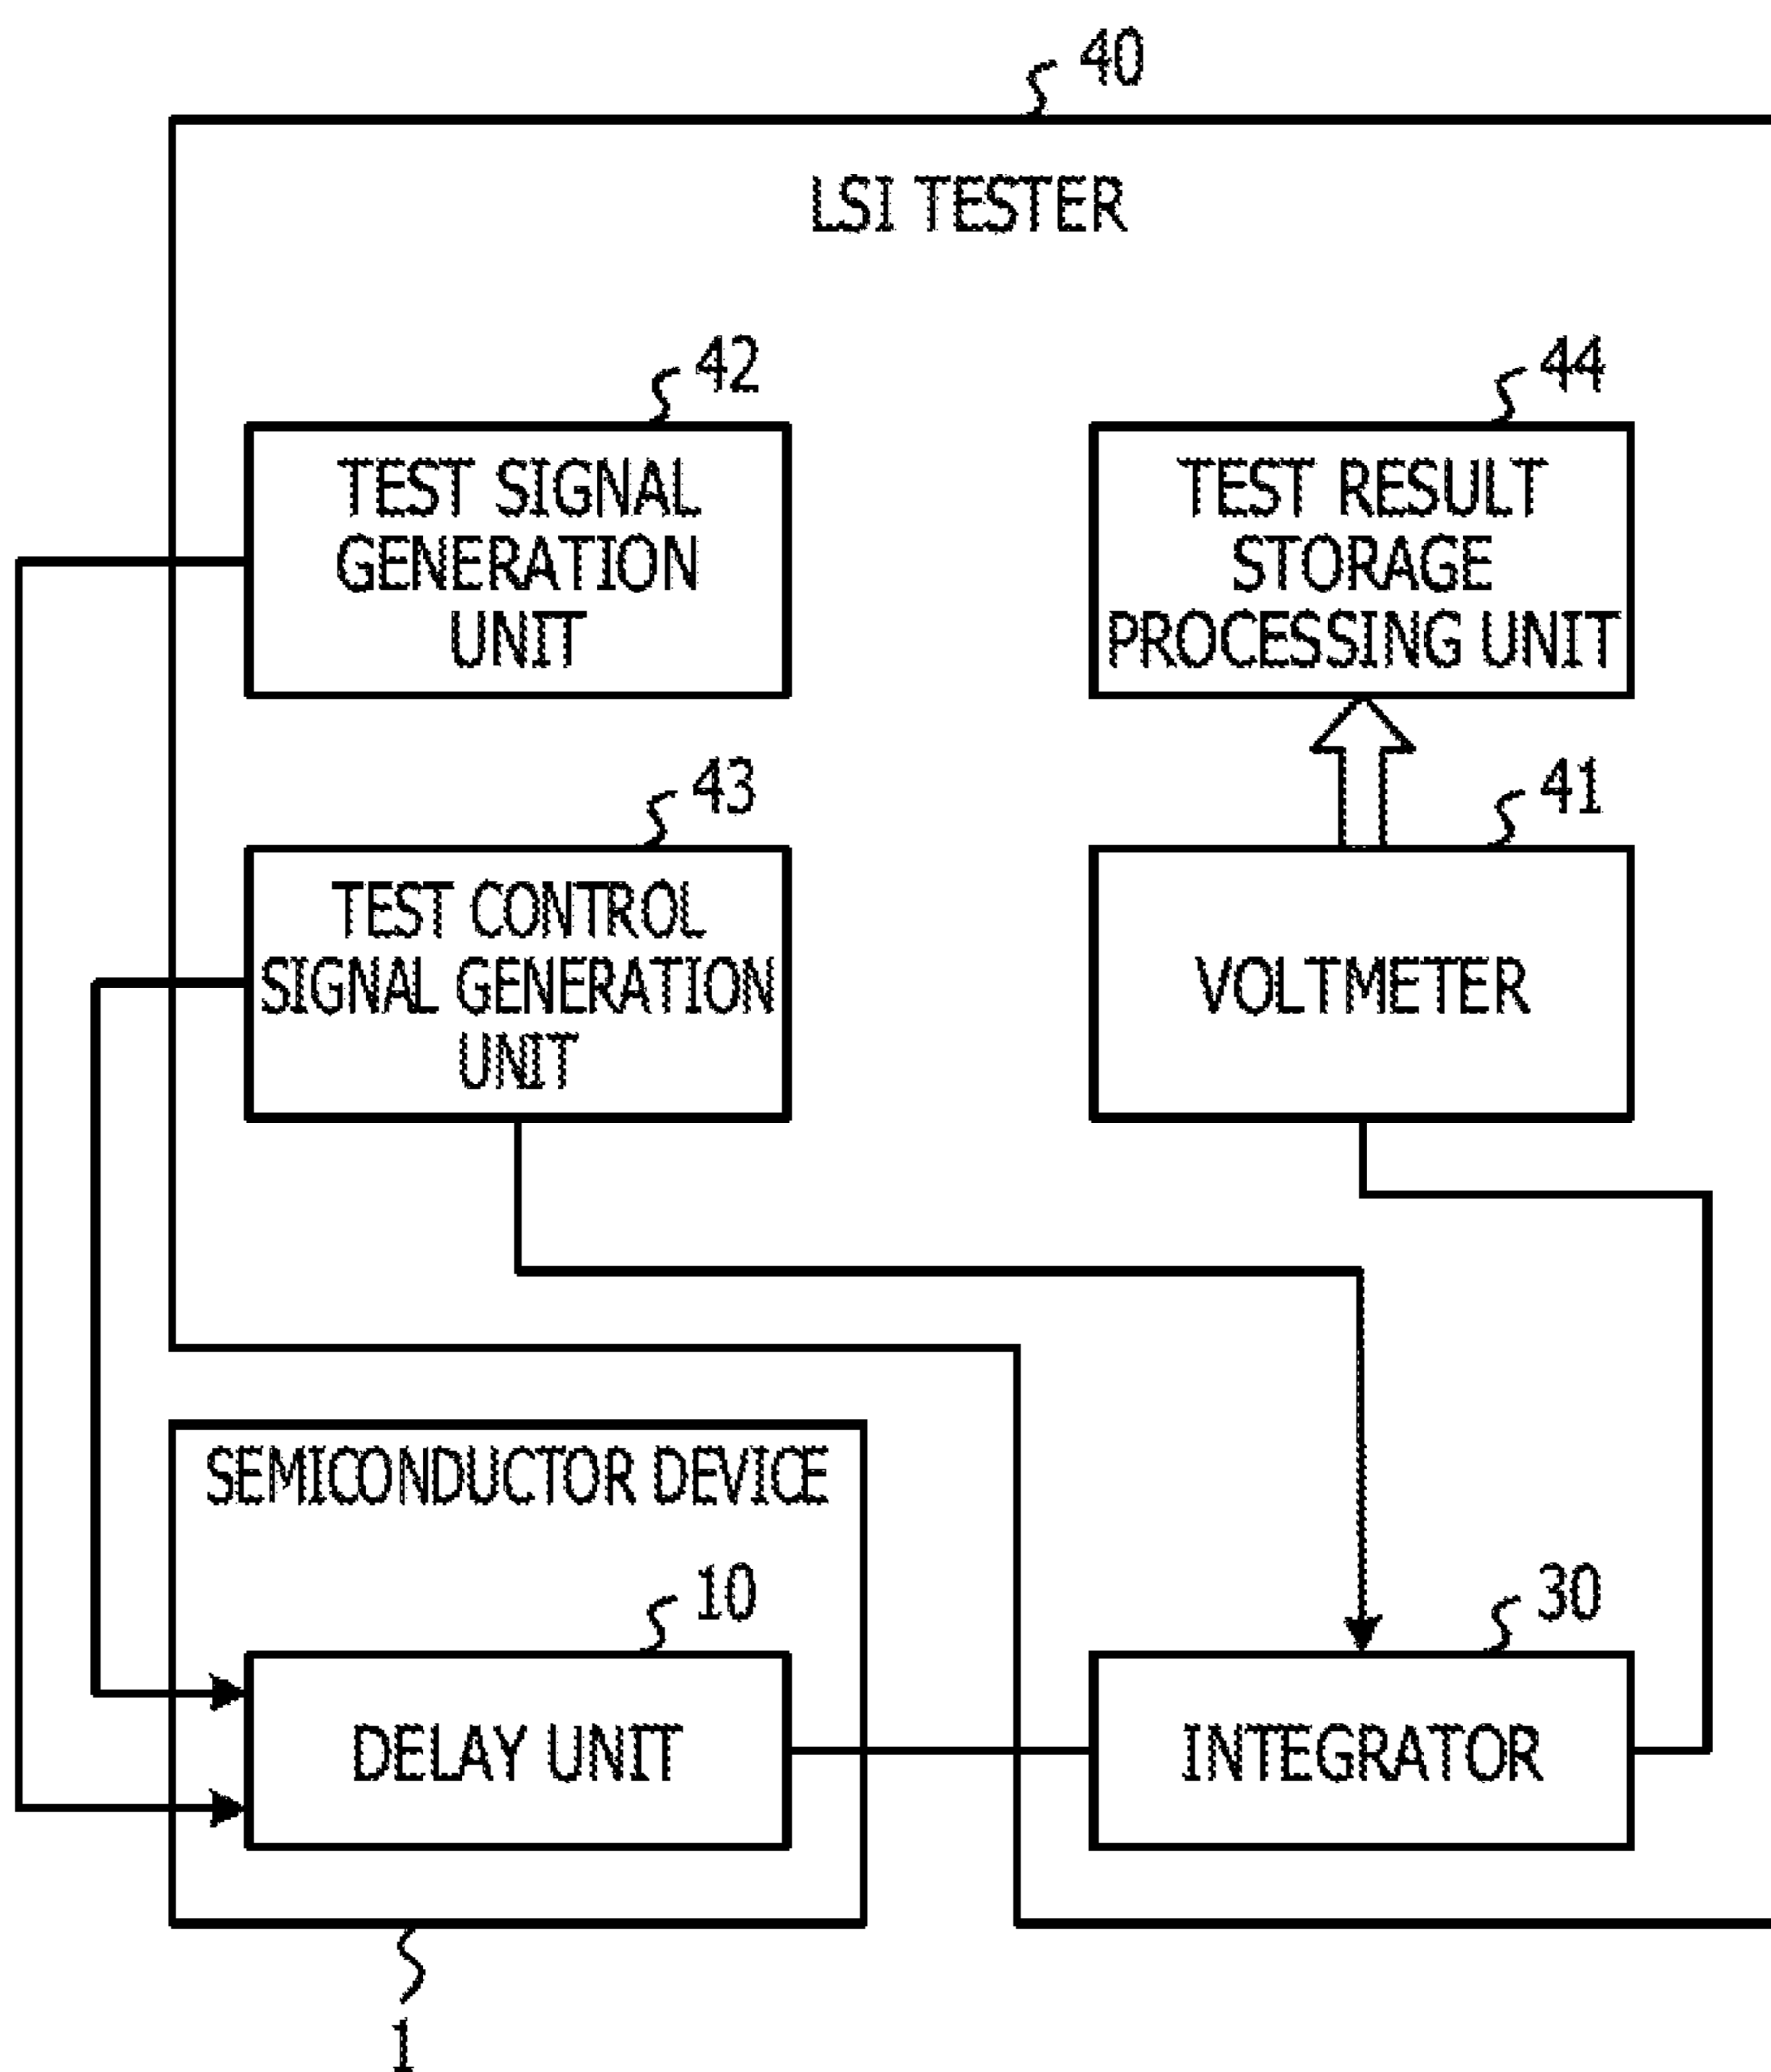 40
LSI TESTER
42
TEST SIGNAL
GENERATION
UNIT
44
TEST RESULT
STORAGE
PROCESSING UNIT
43
TEST CONTROL
SIGNAL GENERATION
UNIT
41
VOLTMETER
SEMICONDUCTOR DEVICE
10
DELAY UNIT
30
INTEGRATOR
1